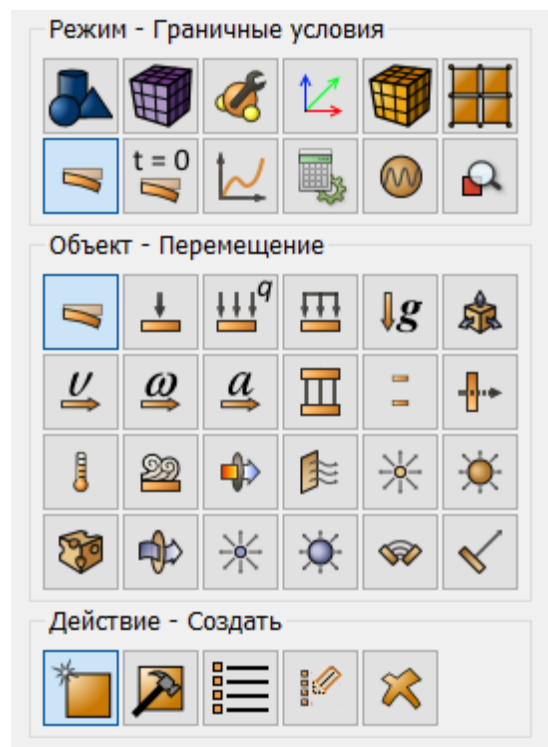 Режим - Граничные условия
t = 0
Объект - Перемещение
q
g
υ
ω
a
Действие - Создать